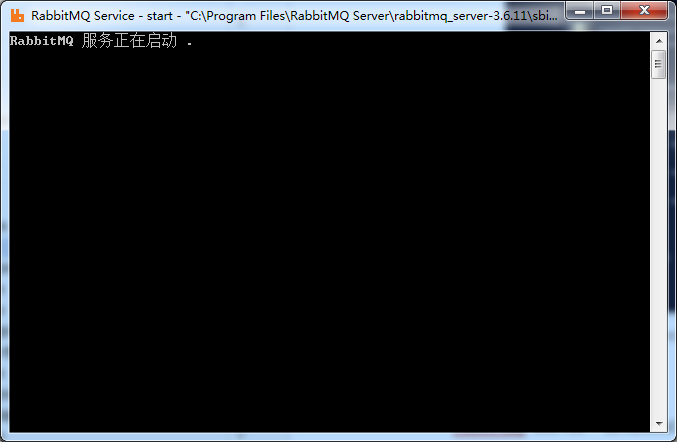 RabbitMQ Service - start - "C:\Program Files\RabbitMQ Server\rabbitmq_server-3.6.11\sbi...
RabbitMQ 服务正在启动 .